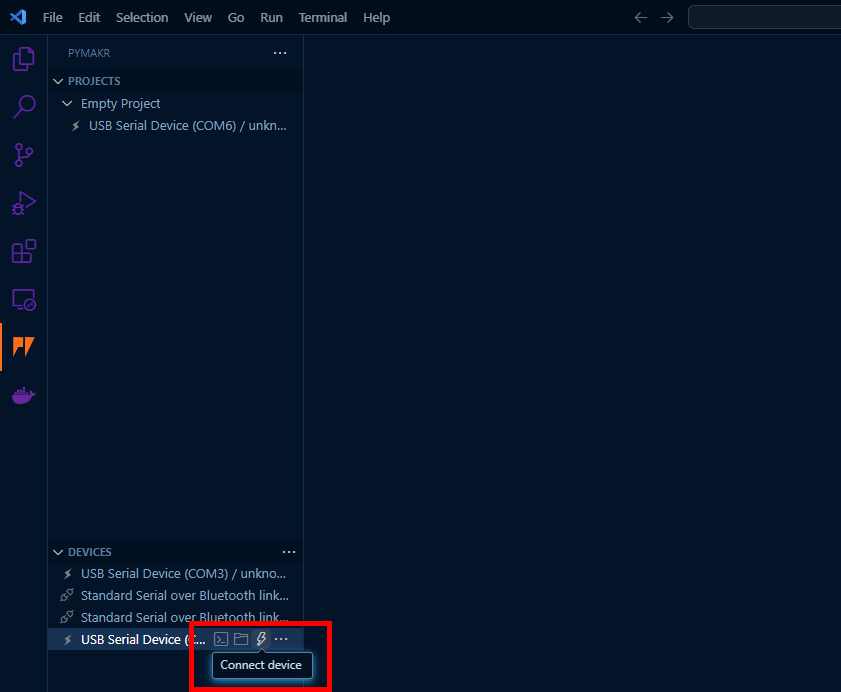 File Edit Selection View Go Run Terminal Help
PYMAKR
PROJECTS
Empty Project
USB Serial Device (COM6) / unkn...
DEVICES
USB Serial Device (COM3) / unkno...
Standard Serial over Bluetooth link...
Standard Serial over Bluetooth link...
USB Serial Device (C...
Connect device